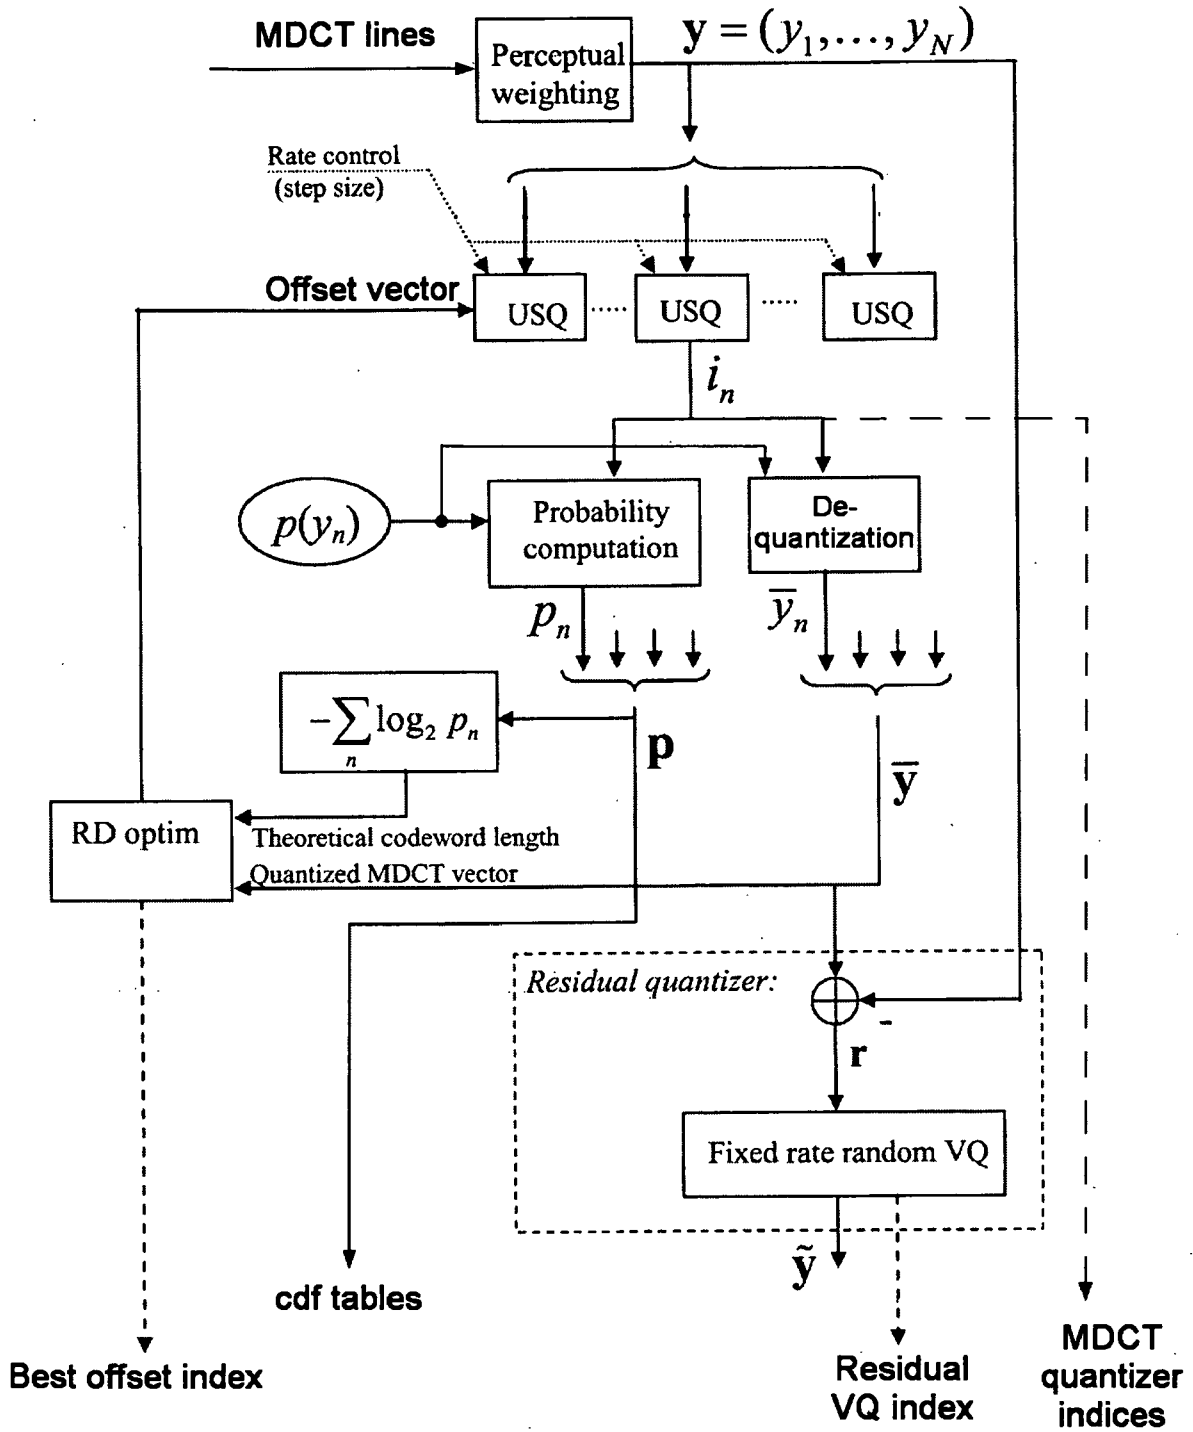 MDCT lines
Perceptual
weighting
y = (y₁,..., y_N)
Rate control
(step size)
Offset vector
USQ ..... USQ ..... USQ
iₙ
p(yₙ)
Probability
computation
De-
quantization
pₙ
ȳₙ
−∑ₙ log₂ pₙ
p
ȳ
RD optim
Theoretical codeword length
Quantized MDCT vector
Residual quantizer:
-
r
Fixed rate random VQ
ỹ
cdf tables
Best offset index
Residual
VQ index
MDCT
quantizer
indices